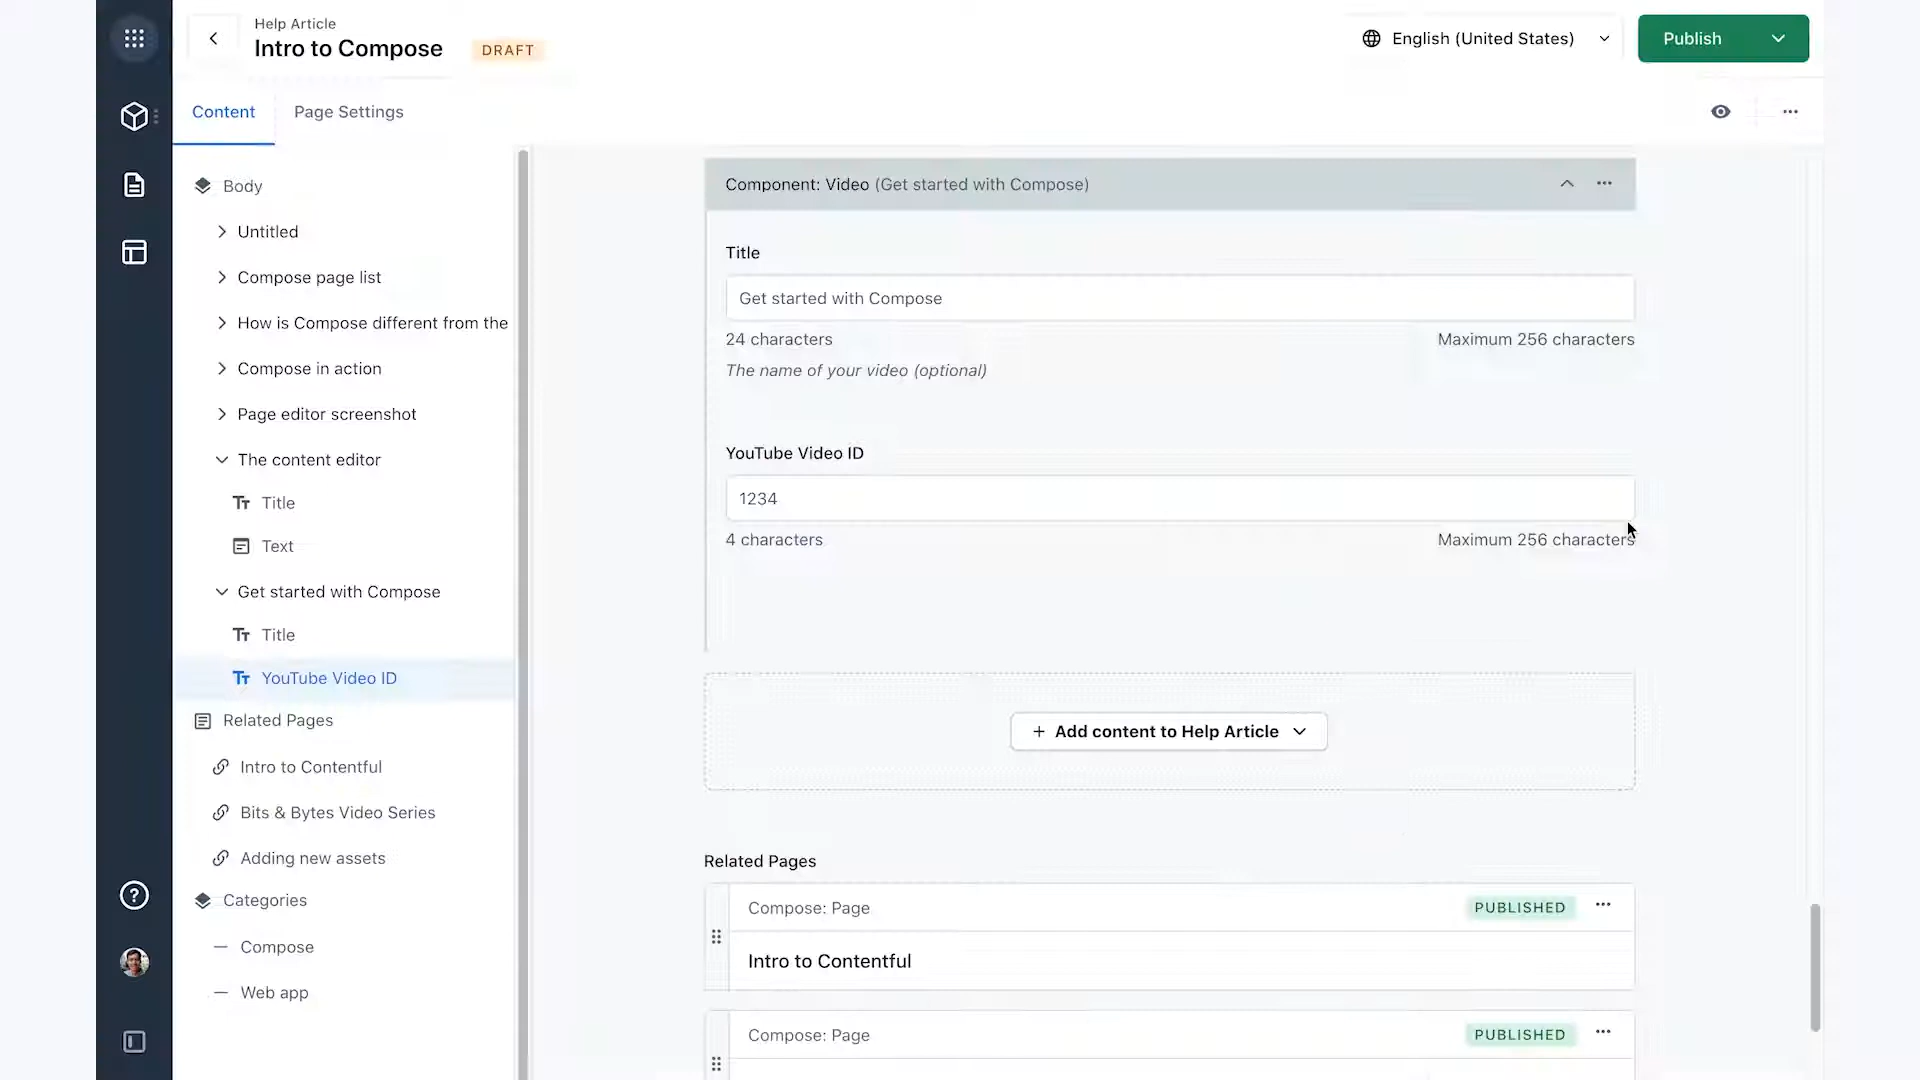 Help Article
Intro to Compose
DRAFT
English (United States)
Publish
Content
Page Settings
Body
Untitled
Compose page list
How is Compose different from the
Compose in action
Page editor screenshot
The content editor
Title
Text
Get started with Compose
Title
YouTube Video ID
Related Pages
Intro to Contentful
Bits & Bytes Video Series
Adding new assets
Categories
Compose
Web app
Component: Video (Get started with Compose)
Title
Get started with Compose
24 characters
Maximum 256 characters
The name of your video (optional)
YouTube Video ID
1234
4 characters
Maximum 256 characters
+ Add content to Help Article
Related Pages
Compose: Page
PUBLISHED
Intro to Contentful
Compose: Page
PUBLISHED